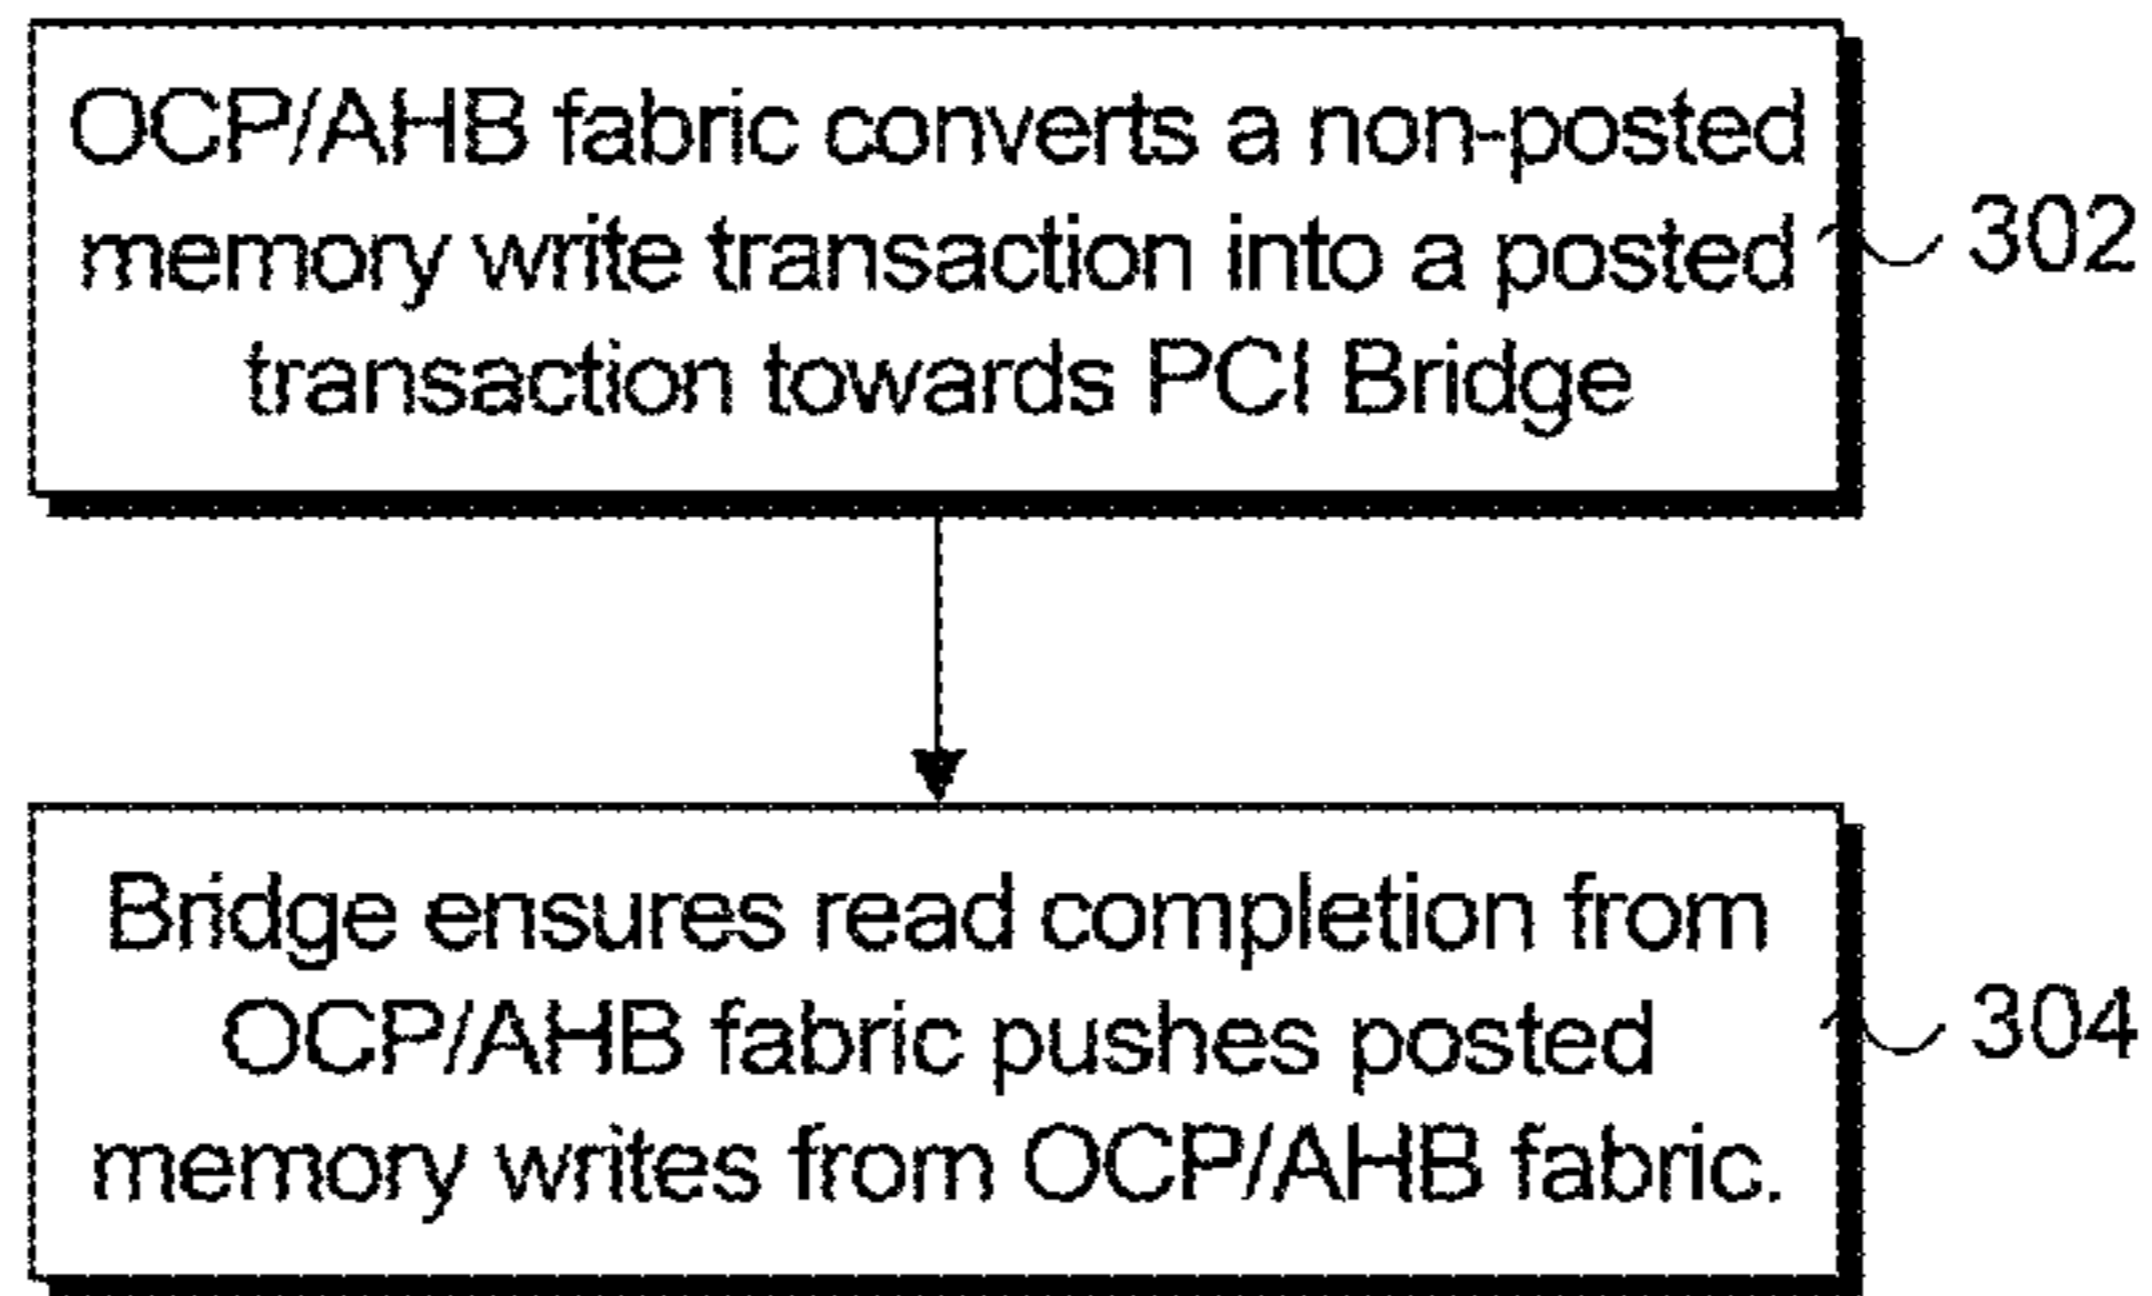 OCP/AHB fabric converts a non-posted
memory write transaction into a posted
transaction towards PCI Bridge
302
Bridge ensures read completion from
OCP/AHB fabric pushes posted
memory writes from OCP/AHB fabric.
304